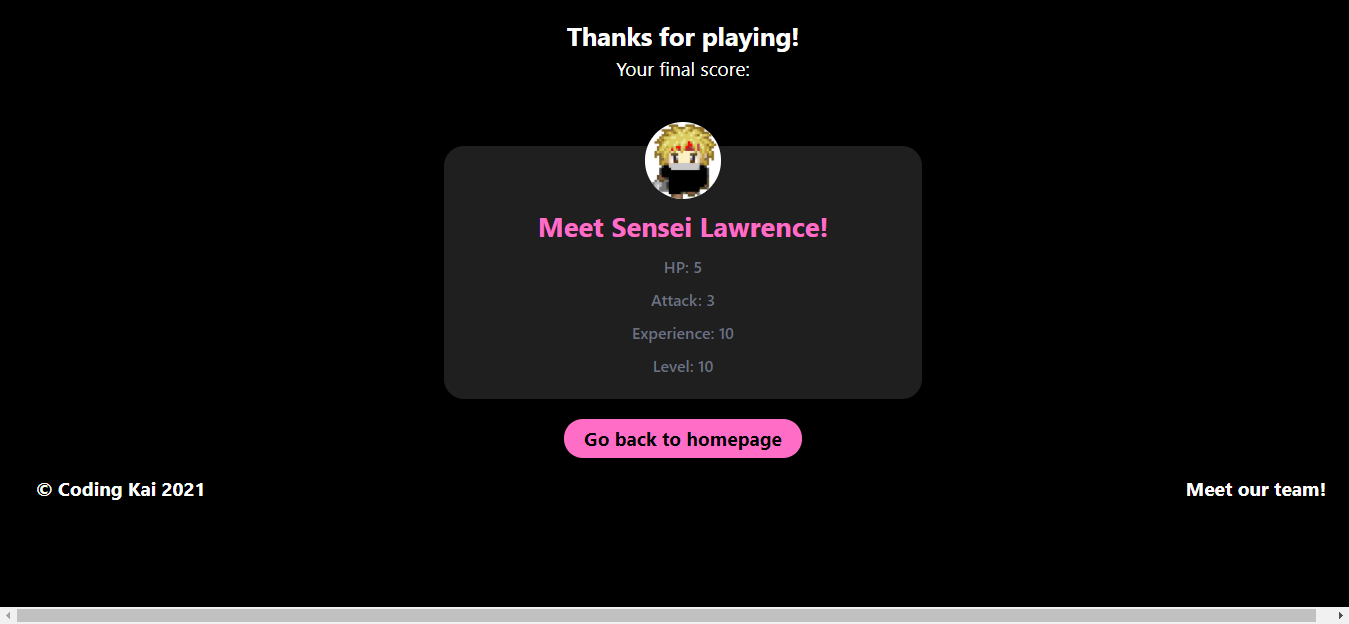 Thanks for playing!
Your final score:
Meet Sensei Lawrence!
HP: 5
Attack: 3
Experience: 10
Level: 10
Go back to homepage
© Coding Kai 2021
Meet our team!